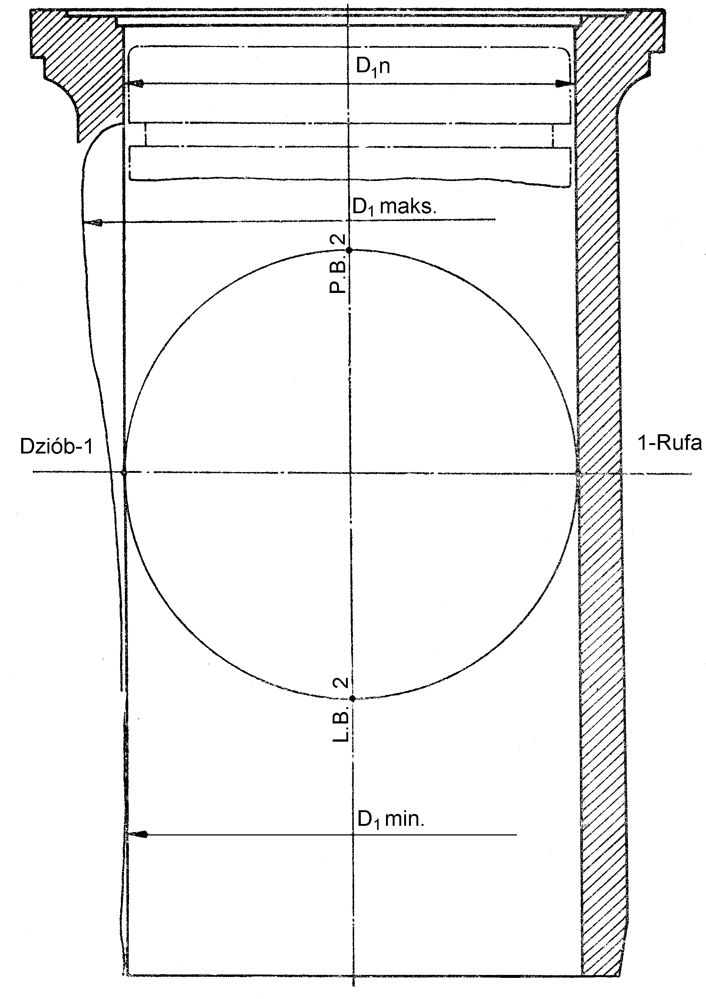 D₁n
D₁ maks.
P.B. 2
Dziób-1
1-Rufa
L.B. 2
D₁ min.